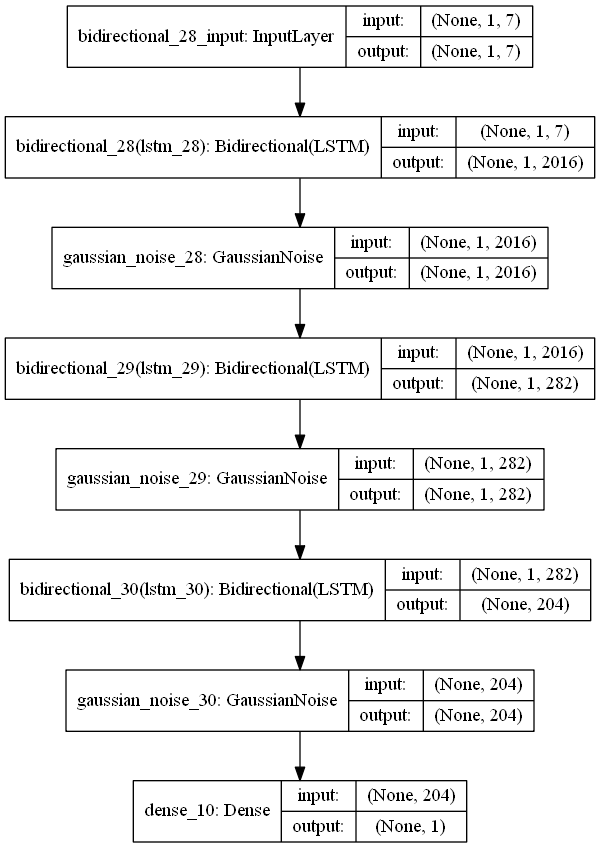 bidirectional_28_input: InputLayer
input: (None, 1, 7)
output: (None, 1, 7)
bidirectional_28(lstm_28): Bidirectional(LSTM)
input: (None, 1, 7)
output: (None, 1, 2016)
gaussian_noise_28: GaussianNoise
input: (None, 1, 2016)
output: (None, 1, 2016)
bidirectional_29(lstm_29): Bidirectional(LSTM)
input: (None, 1, 2016)
output: (None, 1, 282)
gaussian_noise_29: GaussianNoise
input: (None, 1, 282)
output: (None, 1, 282)
bidirectional_30(lstm_30): Bidirectional(LSTM)
input: (None, 1, 282)
output: (None, 204)
gaussian_noise_30: GaussianNoise
input: (None, 204)
output: (None, 204)
dense_10: Dense
input: (None, 204)
output: (None, 1)